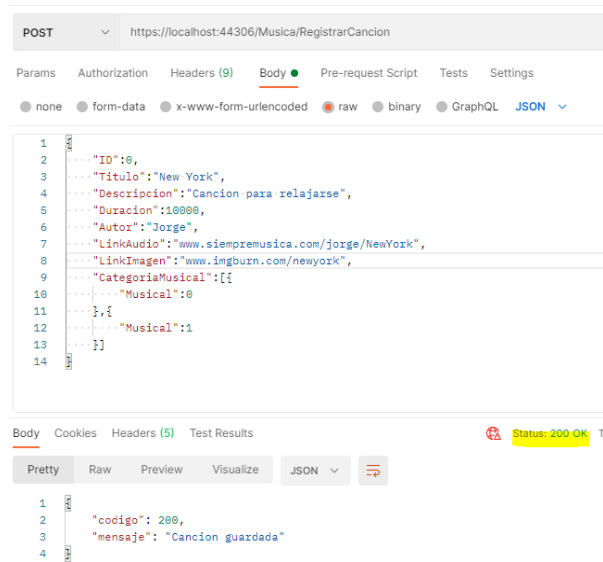 POST https://localhost:44306/Musica/RegistrarCancion
Params Authorization Headers (9) Body Pre-request Script Tests Settings
none form-data x-www-form-urlencoded raw binary GraphQL JSON
1 {
2 "ID":0,
3 "Titulo":"New York",
4 "Descripcion":"Cancion para relajarse",
5 "Duracion":10000,
6 "Autor":"Jorge",
7 "LinkAudio":"www.siempremusica.com/jorge/NewYork",
8 "LinkImagen":"www.imgburn.com/newyork",
9 "CategoriaMusical":[{
10 "Musical":0
11 },{
12 "Musical":1
13 }]
14 }
Body Cookies Headers (5) Test Results Status: 200 OK T
Pretty Raw Preview Visualize JSON
1 {
2 "codigo": 200,
3 "mensaje": "Cancion guardada"
4 }